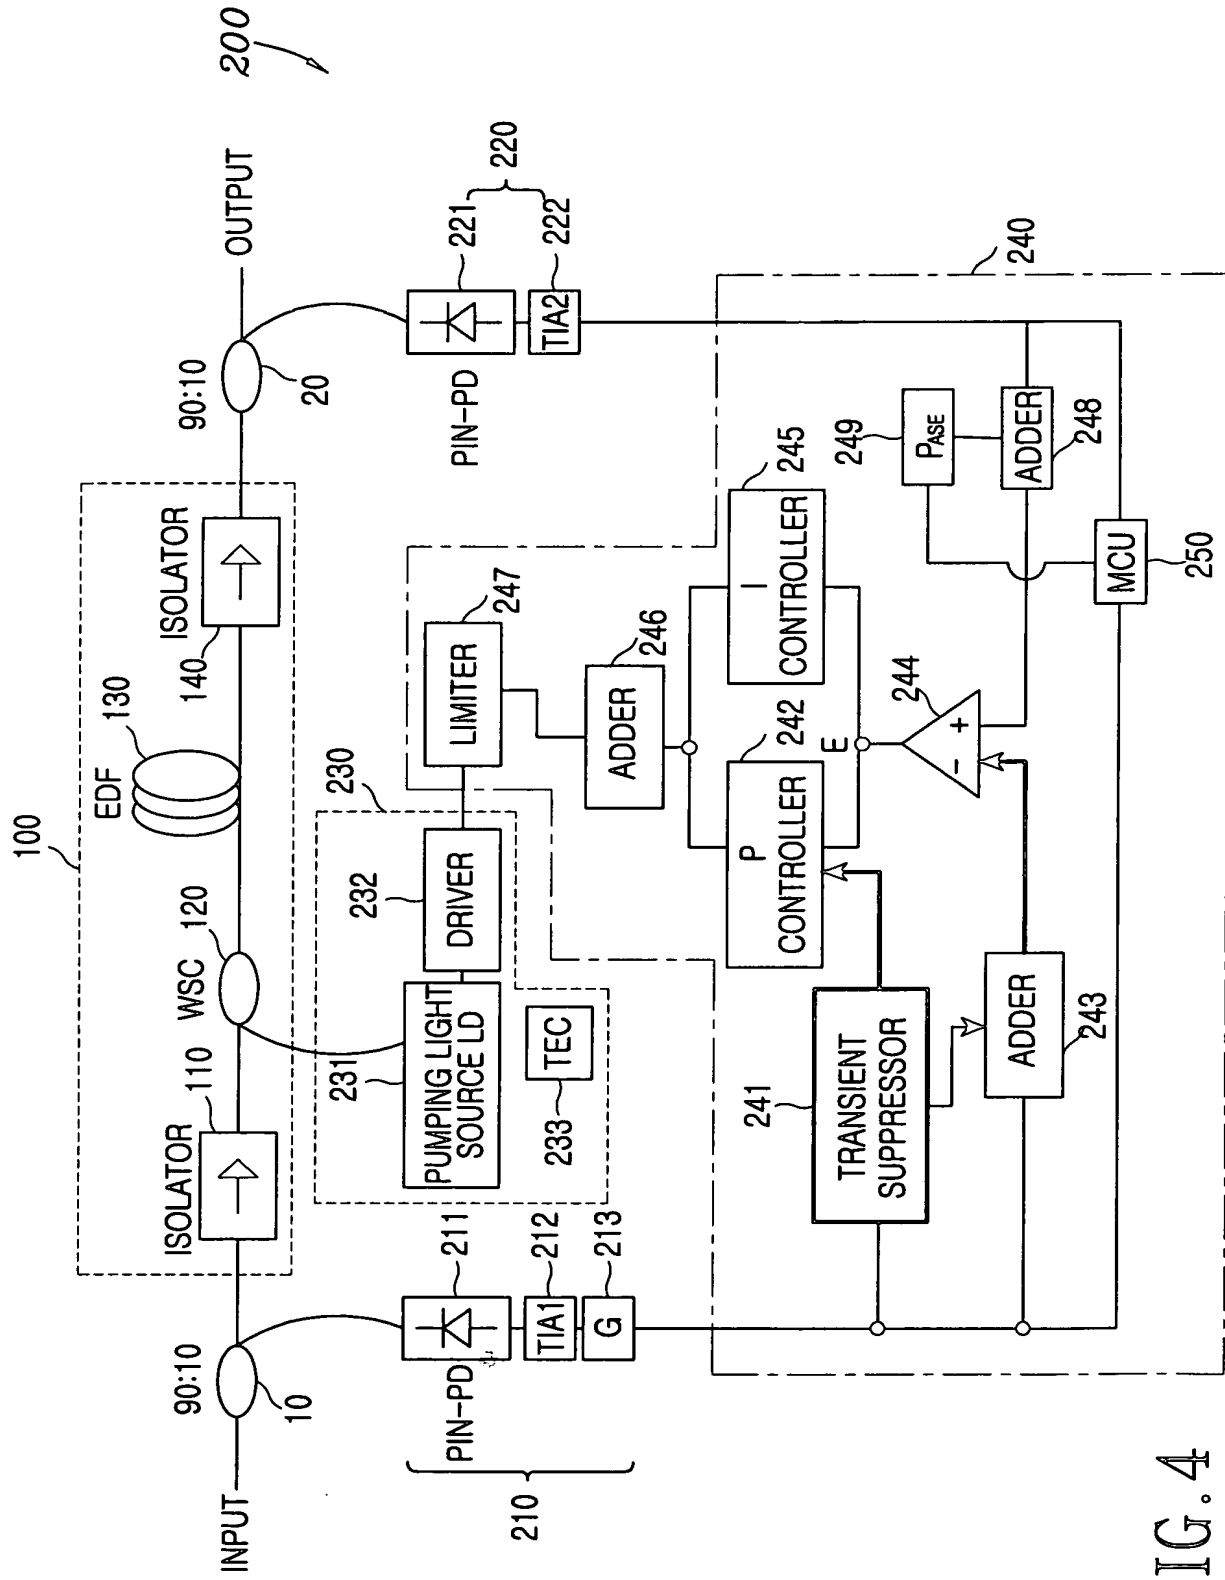 200
100
ISOLATOR
110
WSC
120
EDF
130
ISOLATOR
140
INPUT
90:10
10
90:10
20
OUTPUT
230
PUMPING LIGHT
SOURCE LD
231
DRIVER
232
TEC
233
LIMITER
247
PIN-PD
211
TIA1
212
G
213
210
PIN-PD
221
TIA2
222
220
240
ADDER
246
P
CONTROLLER
242
I
CONTROLLER
245
E
- +
244
TRANSIENT
SUPPRESSOR
241
ADDER
243
PASE
249
ADDER
248
MCU
250
IG.4